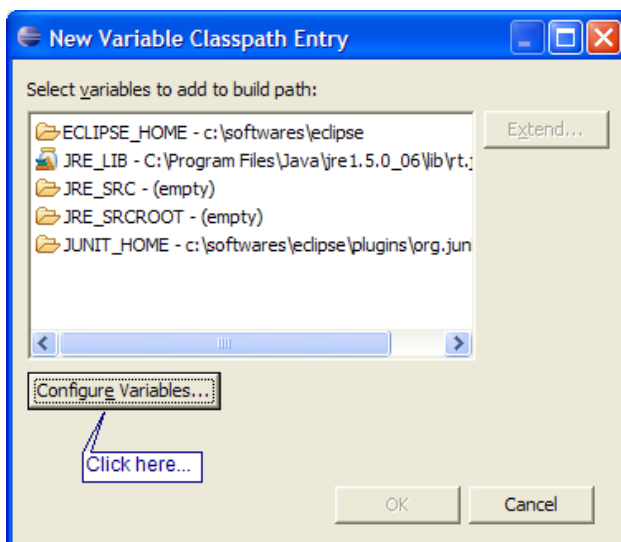 New Variable Classpath Entry
Select variables to add to build path:
ECLIPSE_HOME - c:\softwares\eclipse
Extend...
JRE_LIB - C:\Program Files\Java\jre1.5.0_06\lib\rt.j
JRE_SRC - (empty)
JRE_SRCROOT - (empty)
JUNIT_HOME - c:\softwares\eclipse\plugins\org.jun
Configure Variables...
Click here...
OK
Cancel